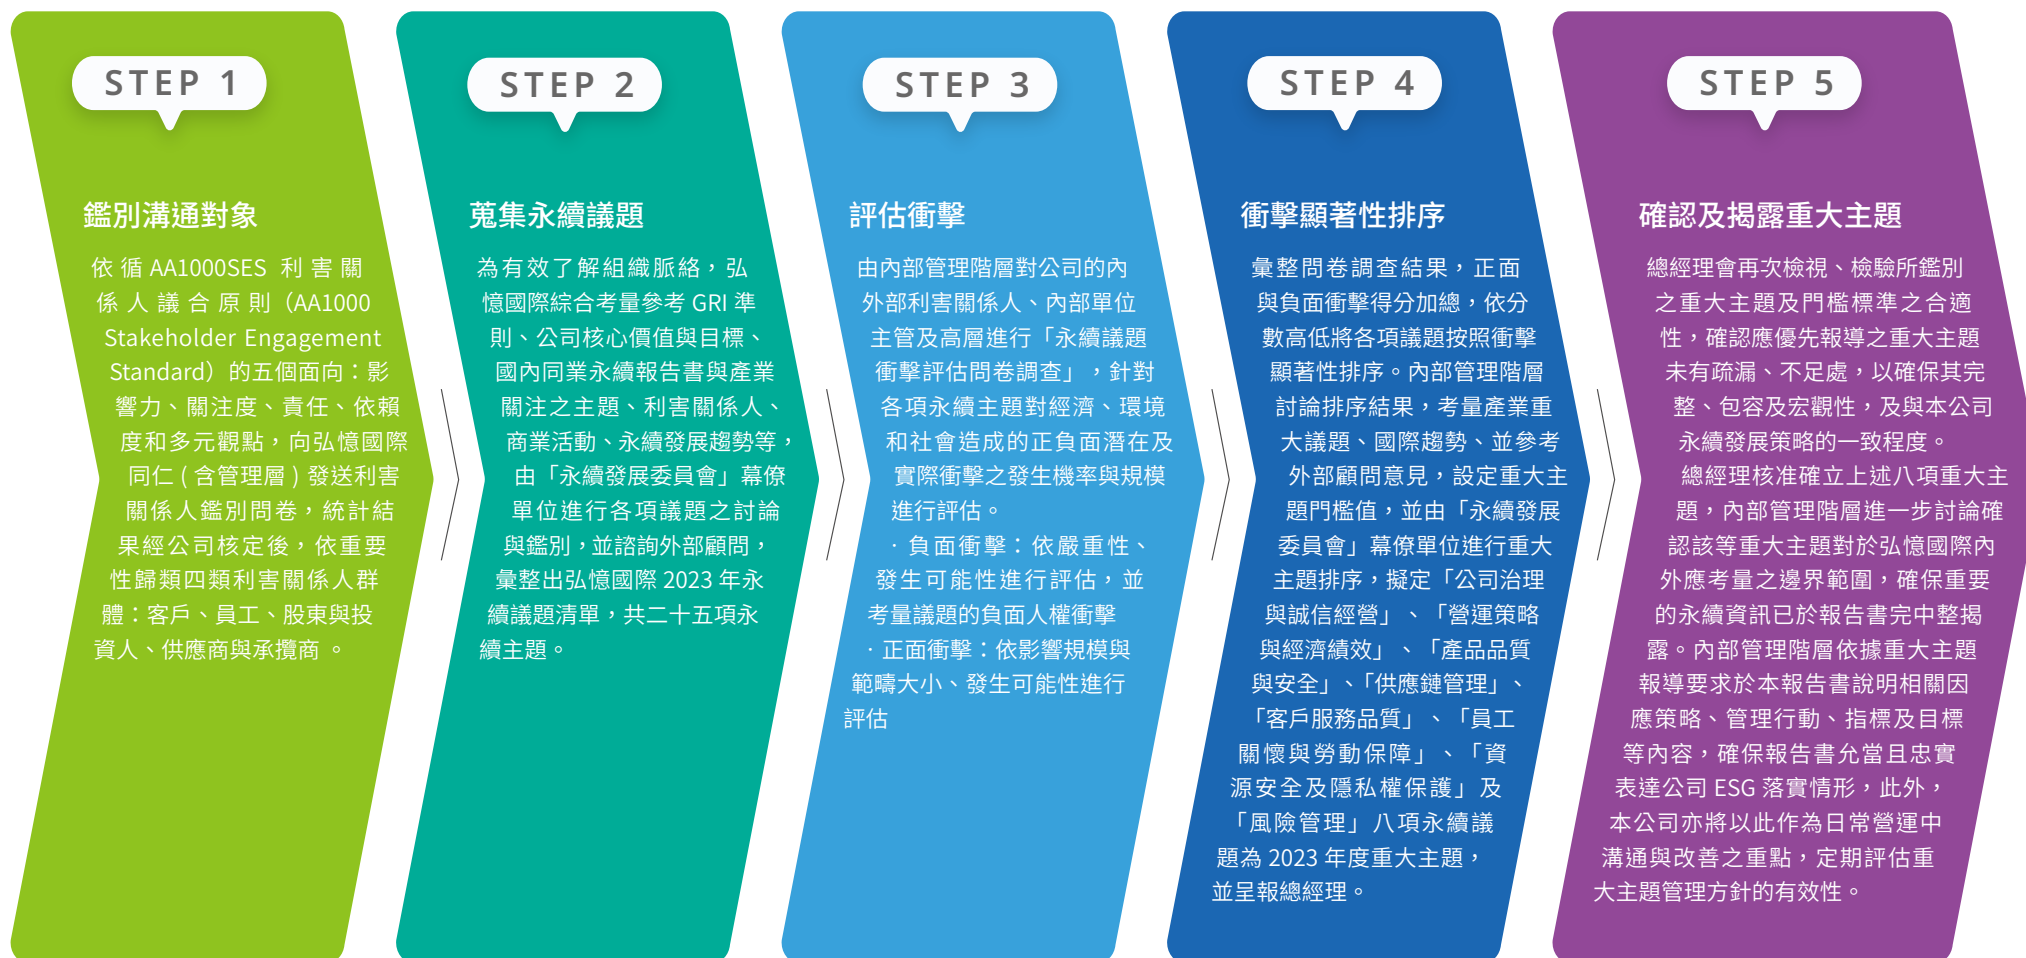 STEP 1
鑑別溝通對象
依循 AA1000SES 利害關
係人議合原則（AA1000
Stakeholder Engagement
Standard）的五個面向：影
響力、關注度、責任、依賴
度和多元觀點，向弘憶國際
同仁 ( 含管理層 ) 發送利害
關係人鑑別問卷，統計結
果經公司核定後，依重要
性歸類四類利害關係人群
體：客戶、員工、股東與投
資人、供應商與承攬商 。
STEP 2
蒐集永續議題
為有效了解組織脈絡，弘
憶國際綜合考量參考 GRI 準
則、公司核心價值與目標、
國內同業永續報告書與產業
關注之主題、利害關係人、
商業活動、永續發展趨勢等，
由「永續發展委員會」幕僚
單位進行各項議題之討論
與鑑別，並諮詢外部顧問，
彙整出弘憶國際 2023 年永
續議題清單，共二十五項永
續主題。
STEP 3
評估衝擊
由內部管理階層對公司的內
外部利害關係人、內部單位
主管及高層進行「永續議題
衝擊評估問卷調查」，針對
各項永續主題對經濟、環境
和社會造成的正負面潛在及
實際衝擊之發生機率與規模
進行評估。
· 負面衝擊：依嚴重性、
發生可能性進行評估，並
考量議題的負面人權衝擊
· 正面衝擊：依影響規模與
範疇大小、發生可能性進行
評估
STEP 4
衝擊顯著性排序
彙整問卷調查結果，正面
與負面衝擊得分加總，依分
數高低將各項議題按照衝擊
顯著性排序。內部管理階層
討論排序結果，考量產業重
大議題、國際趨勢、並參考
外部顧問意見，設定重大主
題門檻值，並由「永續發展
委員會」幕僚單位進行重大
主題排序，擬定「公司治理
與誠信經營」、「營運策略
與經濟績效」、「產品品質
與安全」、「供應鏈管理」、
「客戶服務品質」、「員工
關懷與勞動保障」、「資
源安全及隱私權保護」及
「風險管理」八項永續議
題為 2023 年度重大主題，
並呈報總經理。
STEP 5
確認及揭露重大主題
總經理會再次檢視、檢驗所鑑別
之重大主題及門檻標準之合適
性，確認應優先報導之重大主題
未有疏漏、不足處，以確保其完
整、包容及宏觀性，及與本公司
永續發展策略的一致程度。
總經理核准確立上述八項重大主
題，內部管理階層進一步討論確
認該等重大主題對於弘憶國際內
外應考量之邊界範圍，確保重要
的永續資訊已於報告書完中整揭
露。內部管理階層依據重大主題
報導要求於本報告書說明相關因
應策略、管理行動、指標及目標
等內容，確保報告書允當且忠實
表達公司 ESG 落實情形，此外，
本公司亦將以此作為日常營運中
溝通與改善之重點，定期評估重
大主題管理方針的有效性。